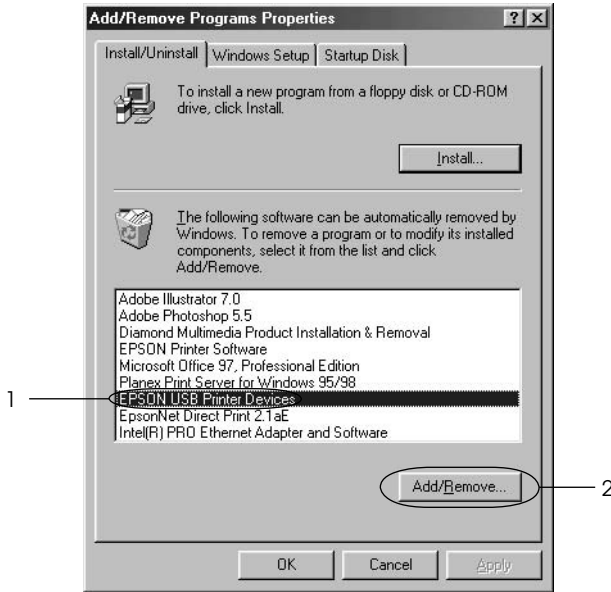 Add/Remove Programs Properties
Install/Uninstall
Windows Setup
Startup Disk
To install a new program from a floppy disk or CD-ROM
drive, click Install.
Install...
The following software can be automatically removed by
Windows. To remove a program or to modify its installed
components, select it from the list and click
Add/Remove.
Adobe Illustrator 7.0
Adobe Photoshop 5.5
Diamond Multimedia Product Installation & Removal
EPSON Printer Software
Microsoft Office 97, Professional Edition
Planex Print Server for Windows 95/98
1
EPSON USB Printer Devices
EpsonNet Direct Print 2.1aE
Intel(R) PRO Ethernet Adapter and Software
Add/Remove...
2
OK
Cancel
Apply